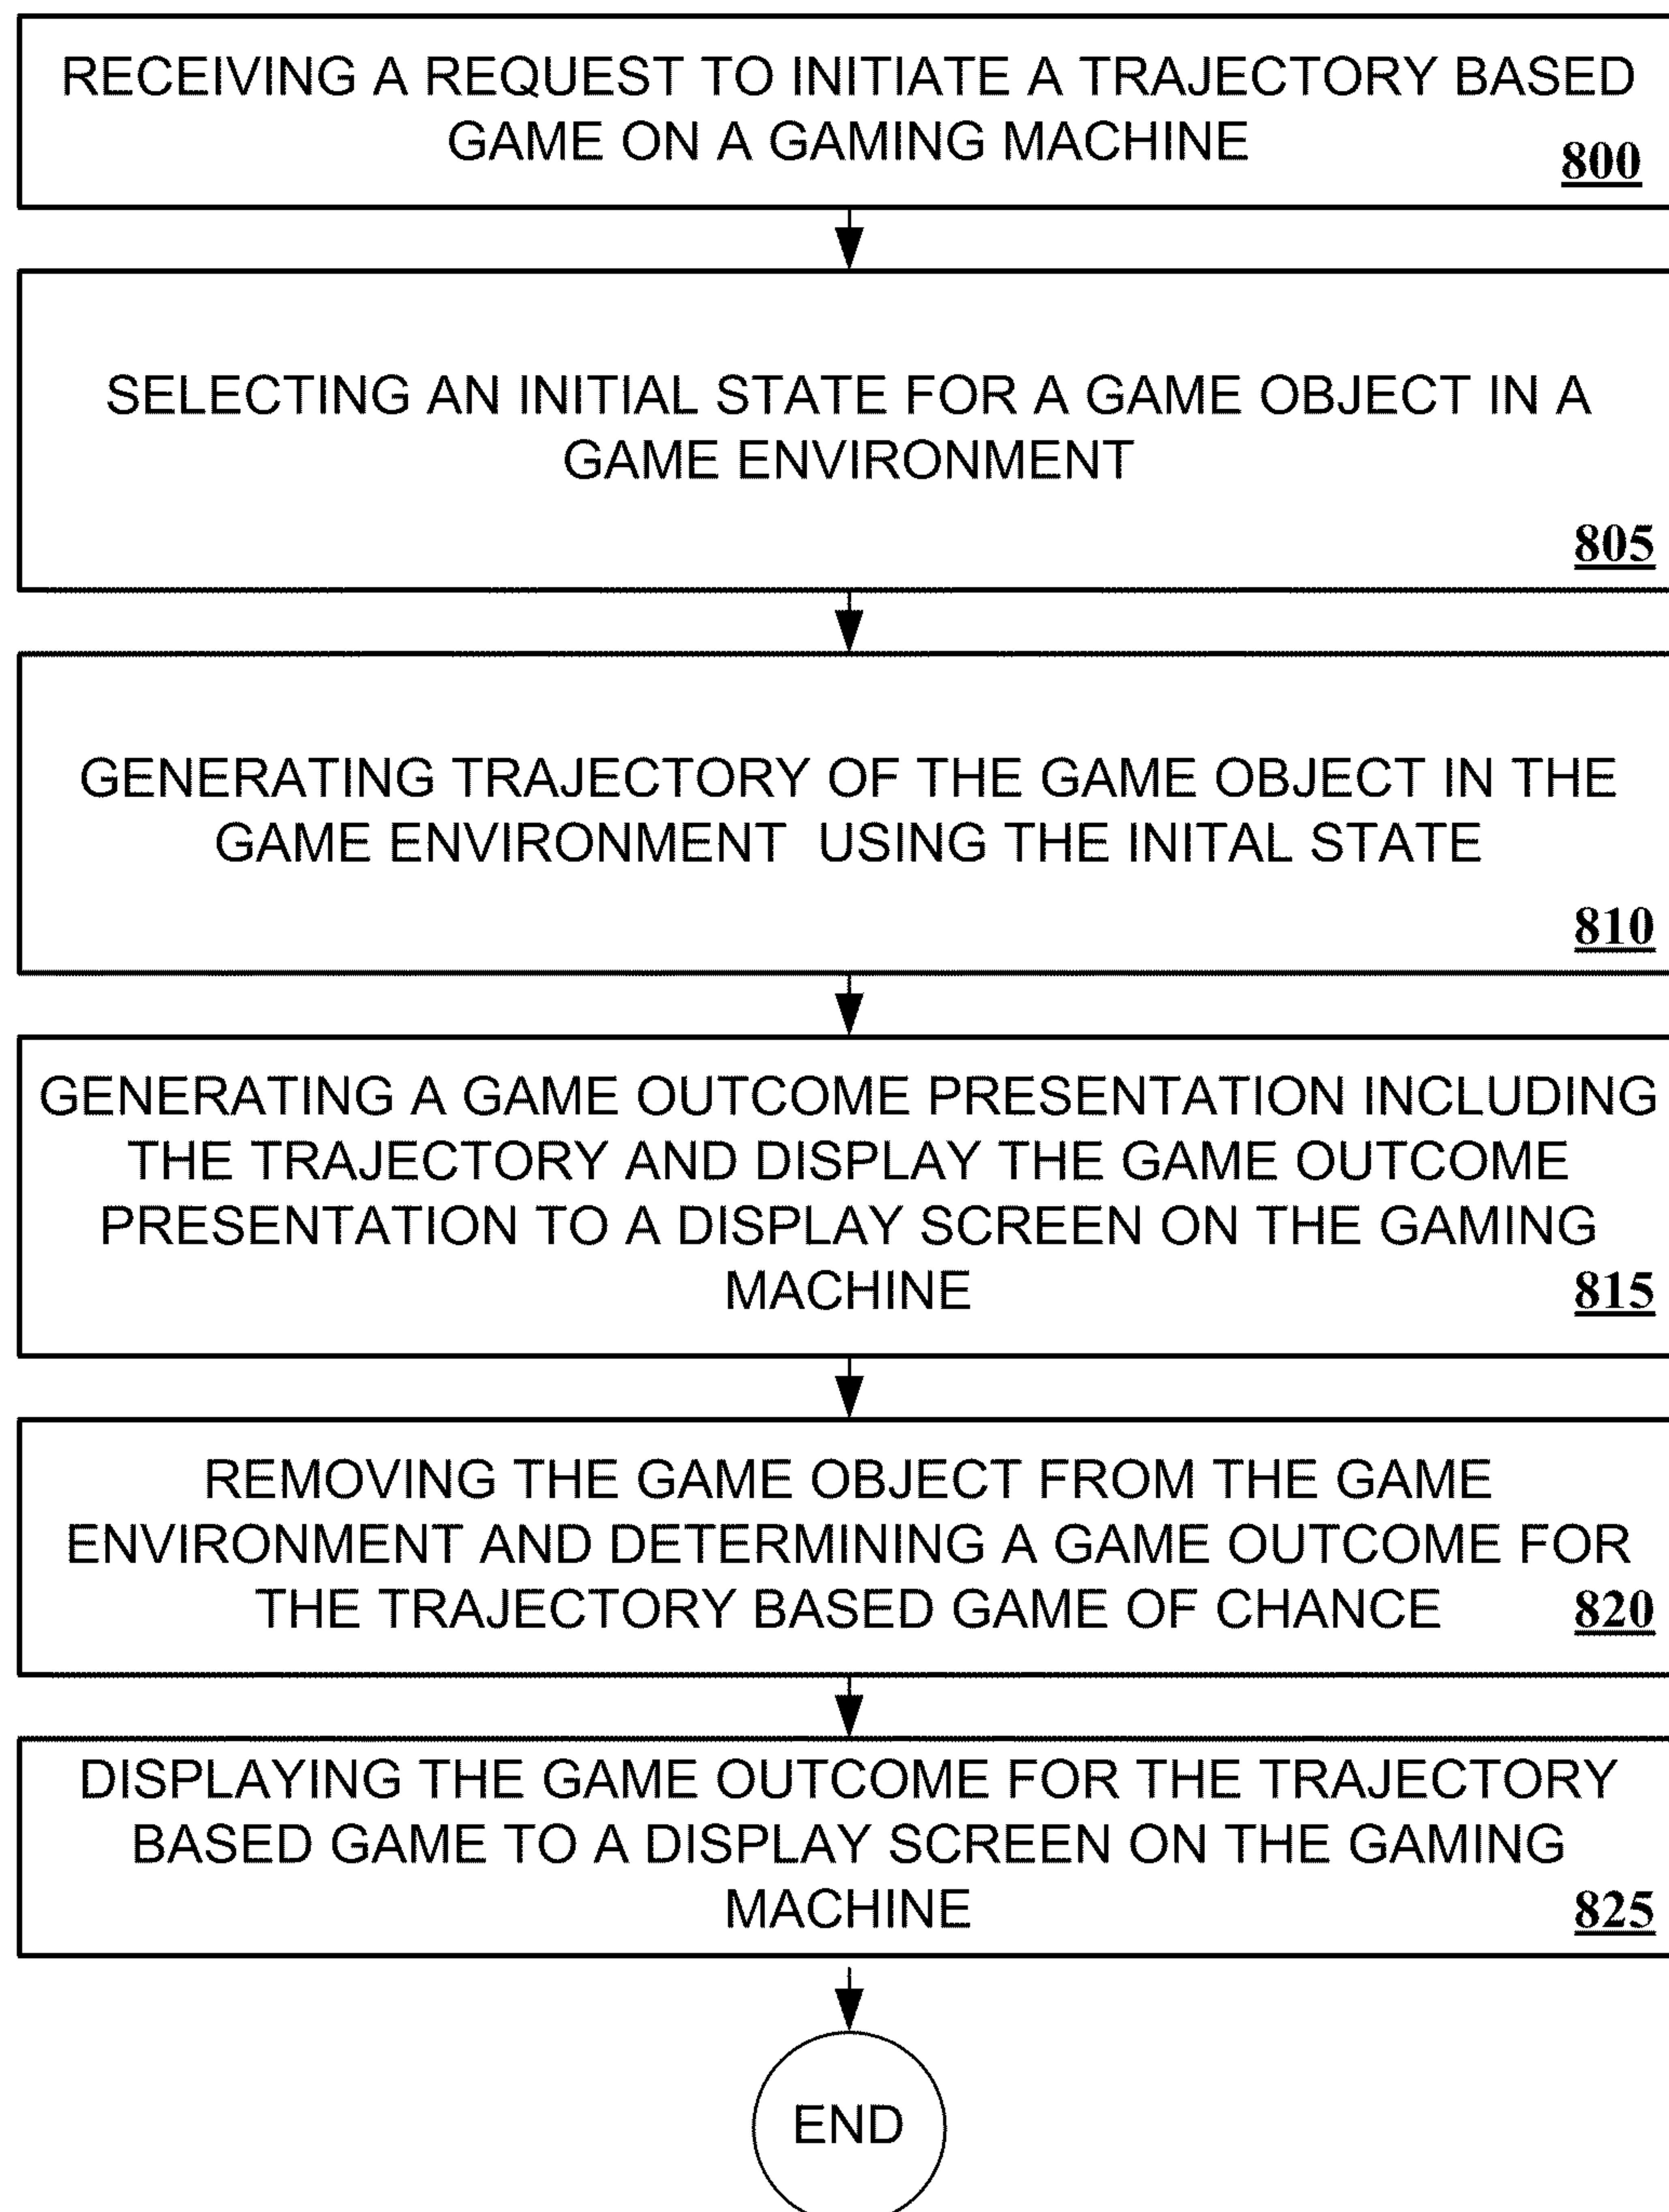 RECEIVING A REQUEST TO INITIATE A TRAJECTORY BASED
GAME ON A GAMING MACHINE
800
SELECTING AN INITIAL STATE FOR A GAME OBJECT IN A
GAME ENVIRONMENT
805
GENERATING TRAJECTORY OF THE GAME OBJECT IN THE
GAME ENVIRONMENT USING THE INITAL STATE
810
GENERATING A GAME OUTCOME PRESENTATION INCLUDING
THE TRAJECTORY AND DISPLAY THE GAME OUTCOME
PRESENTATION TO A DISPLAY SCREEN ON THE GAMING
MACHINE
815
REMOVING THE GAME OBJECT FROM THE GAME
ENVIRONMENT AND DETERMINING A GAME OUTCOME FOR
THE TRAJECTORY BASED GAME OF CHANCE
820
DISPLAYING THE GAME OUTCOME FOR THE TRAJECTORY
BASED GAME TO A DISPLAY SCREEN ON THE GAMING
MACHINE
825
END